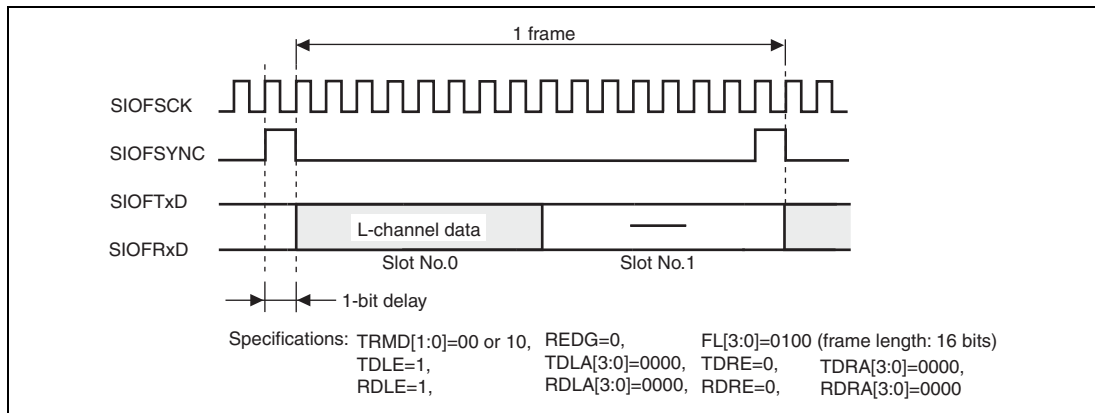 1 frame
SIOFSCK
SIOFSYNC
SIOFTxD
L-channel data
SIOFRxD
Slot No.0 Slot No.1
1-bit delay
Specifications: TRMD[1:0]=00 or 10, REDG=0, FL[3:0]=0100 (frame length: 16 bits)
TDLE=1, TDLA[3:0]=0000, TDRE=0, TDRA[3:0]=0000,
RDLE=1, RDLA[3:0]=0000, RDRE=0, RDRA[3:0]=0000